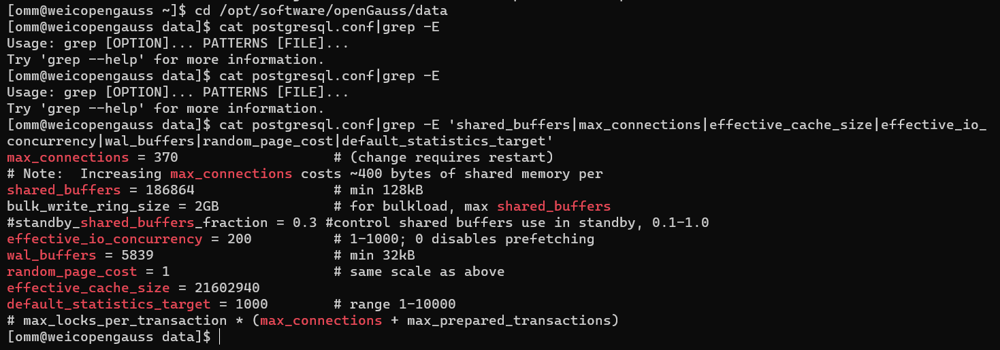 [omm@weicopengauss ~]$ cd /opt/software/openGauss/data
[omm@weicopengauss data]$ cat postgresql.conf|grep -E
Usage: grep [OPTION]... PATTERNS [FILE]...
Try 'grep --help' for more information.
[omm@weicopengauss data]$ cat postgresql.conf|grep -E
Usage: grep [OPTION]... PATTERNS [FILE]...
Try 'grep --help' for more information.
[omm@weicopengauss data]$ cat postgresql.conf|grep -E 'shared_buffers|max_connections|effective_cache_size|effective_io_
concurrency|wal_buffers|random_page_cost|default_statistics_target'
max_connections = 370                   # (change requires restart)
# Note:  Increasing max_connections costs ~400 bytes of shared memory per
shared_buffers = 186864                 # min 128kB
bulk_write_ring_size = 2GB              # for bulkload, max shared_buffers
#standby_shared_buffers_fraction = 0.3 #control shared buffers use in standby, 0.1-1.0
effective_io_concurrency = 200          # 1-1000; 0 disables prefetching
wal_buffers = 5839                      # min 32kB
random_page_cost = 1                    # same scale as above
effective_cache_size = 21602940
default_statistics_target = 1000        # range 1-10000
# max_locks_per_transaction * (max_connections + max_prepared_transactions)
[omm@weicopengauss data]$